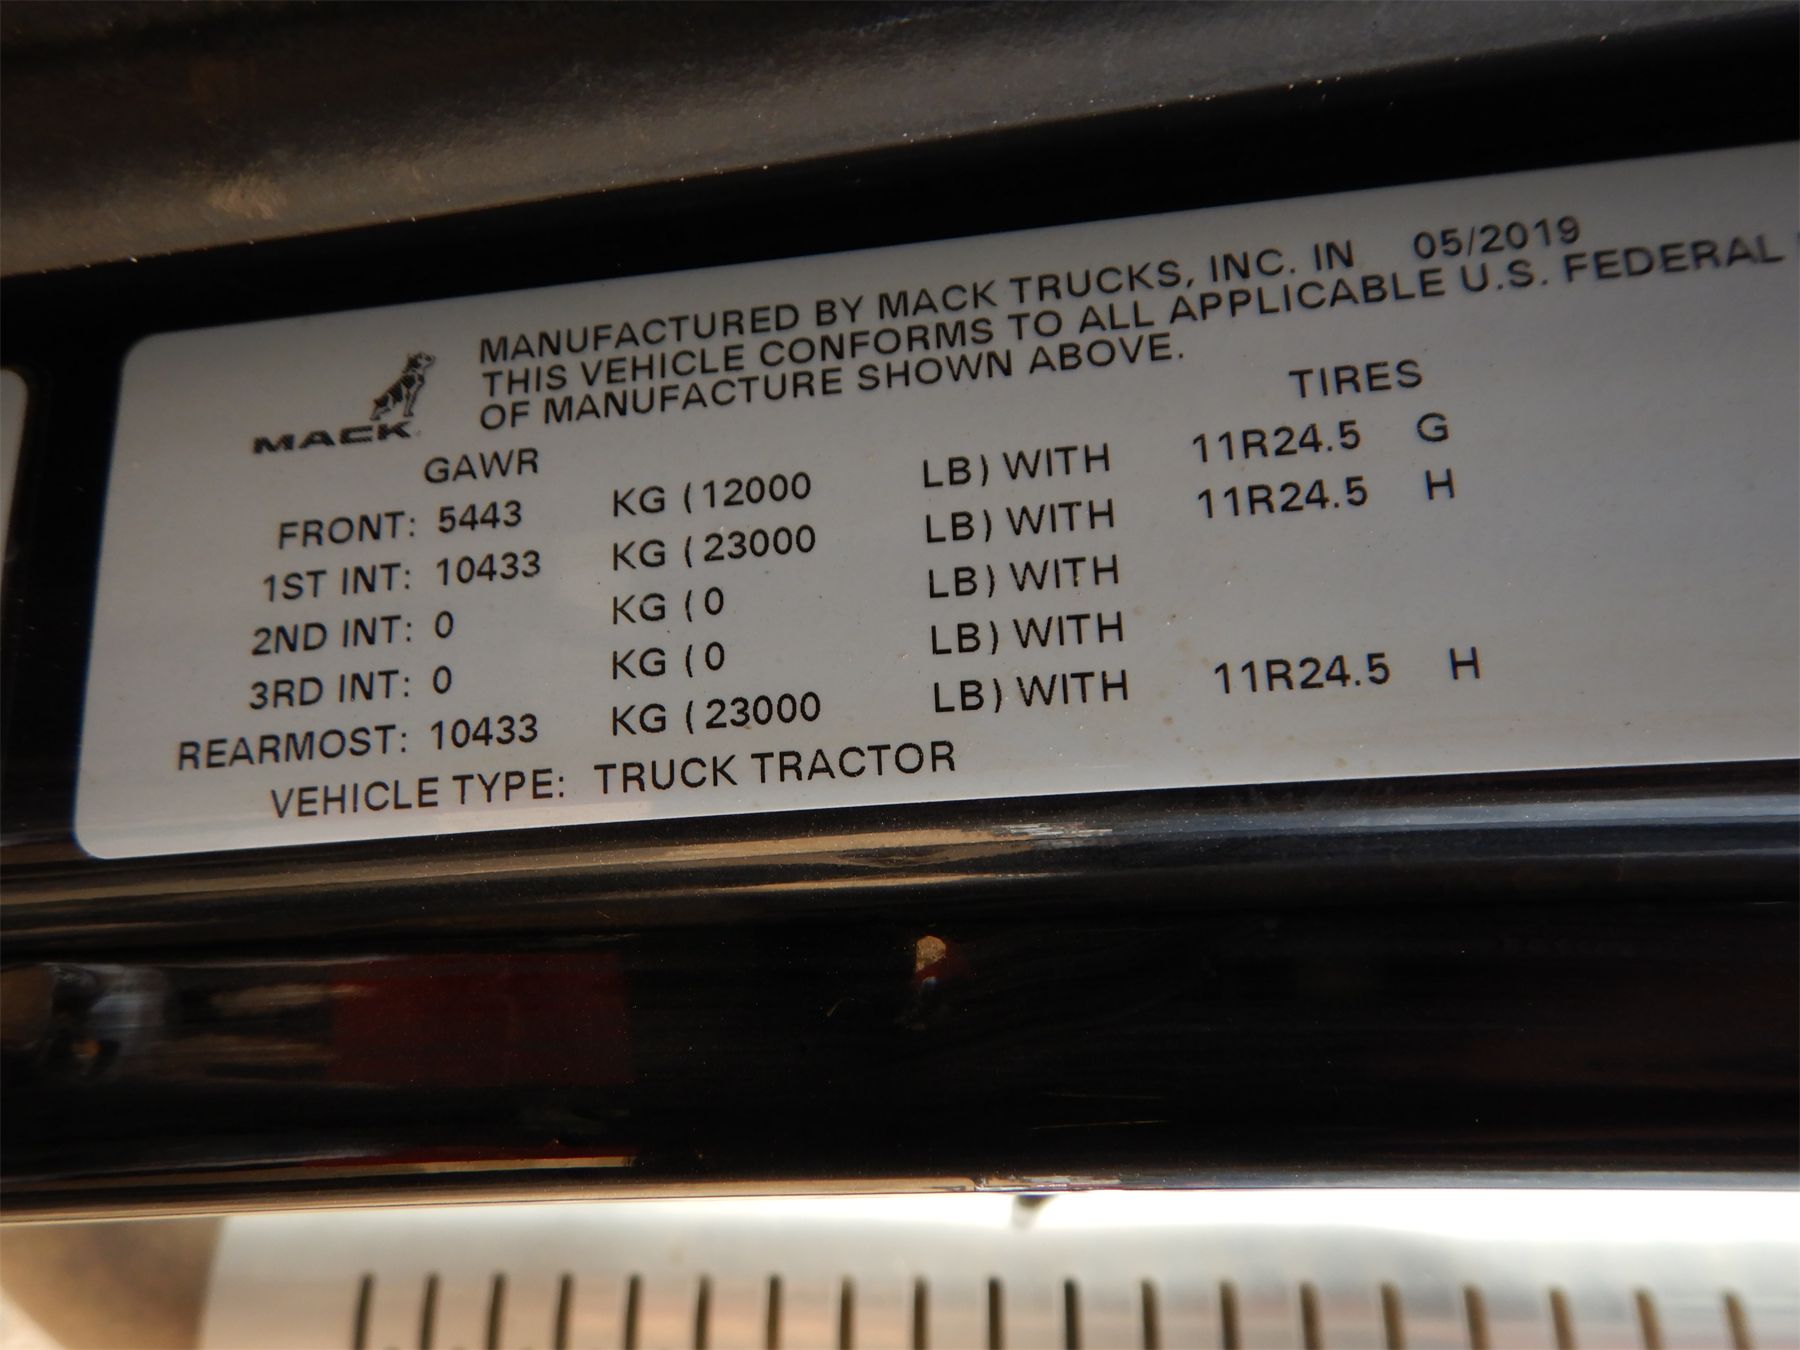 MANUFACTURED BY MACK TRUCKS, INC. IN 05/2019
THIS VEHICLE CONFORMS TO ALL APPLICABLE U.S. FEDERAL
OF MANUFACTURE SHOWN ABOVE.
MACK
GAWR TIRES
FRONT: 5443 KG (12000 LB) WITH 11R24.5 G
1ST INT: 10433 KG (23000 LB) WITH 11R24.5 H
2ND INT: 0 KG (0 LB) WITH
3RD INT: 0 KG (0 LB) WITH
REARMOST: 10433 KG (23000 LB) WITH 11R24.5 H
VEHICLE TYPE: TRUCK TRACTOR